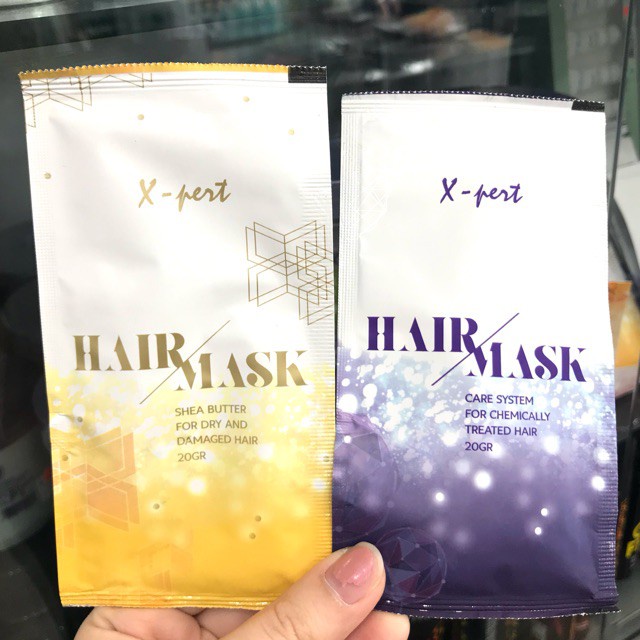 X-pert
HAIR
MASK
SHEA BUTTER
FOR DRY AND
DAMAGED HAIR
20GR
X-pert
HAIR
MASK
CARE SYSTEM
FOR CHEMICALLY
TREATED HAIR
20GR